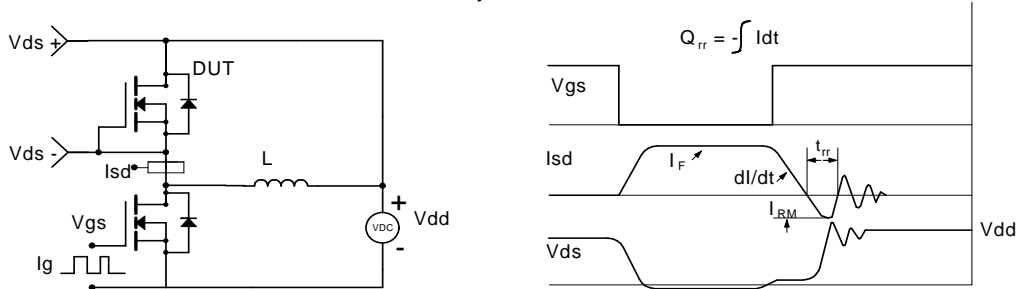 Vds +
DUT
Vds -
Isd
L
Vgs
Ig
+
VDC
-
Vdd
Q rr = -∫ Idt
Vgs
Isd
I F
dI/dt
t rr
I RM
Vdd
Vds